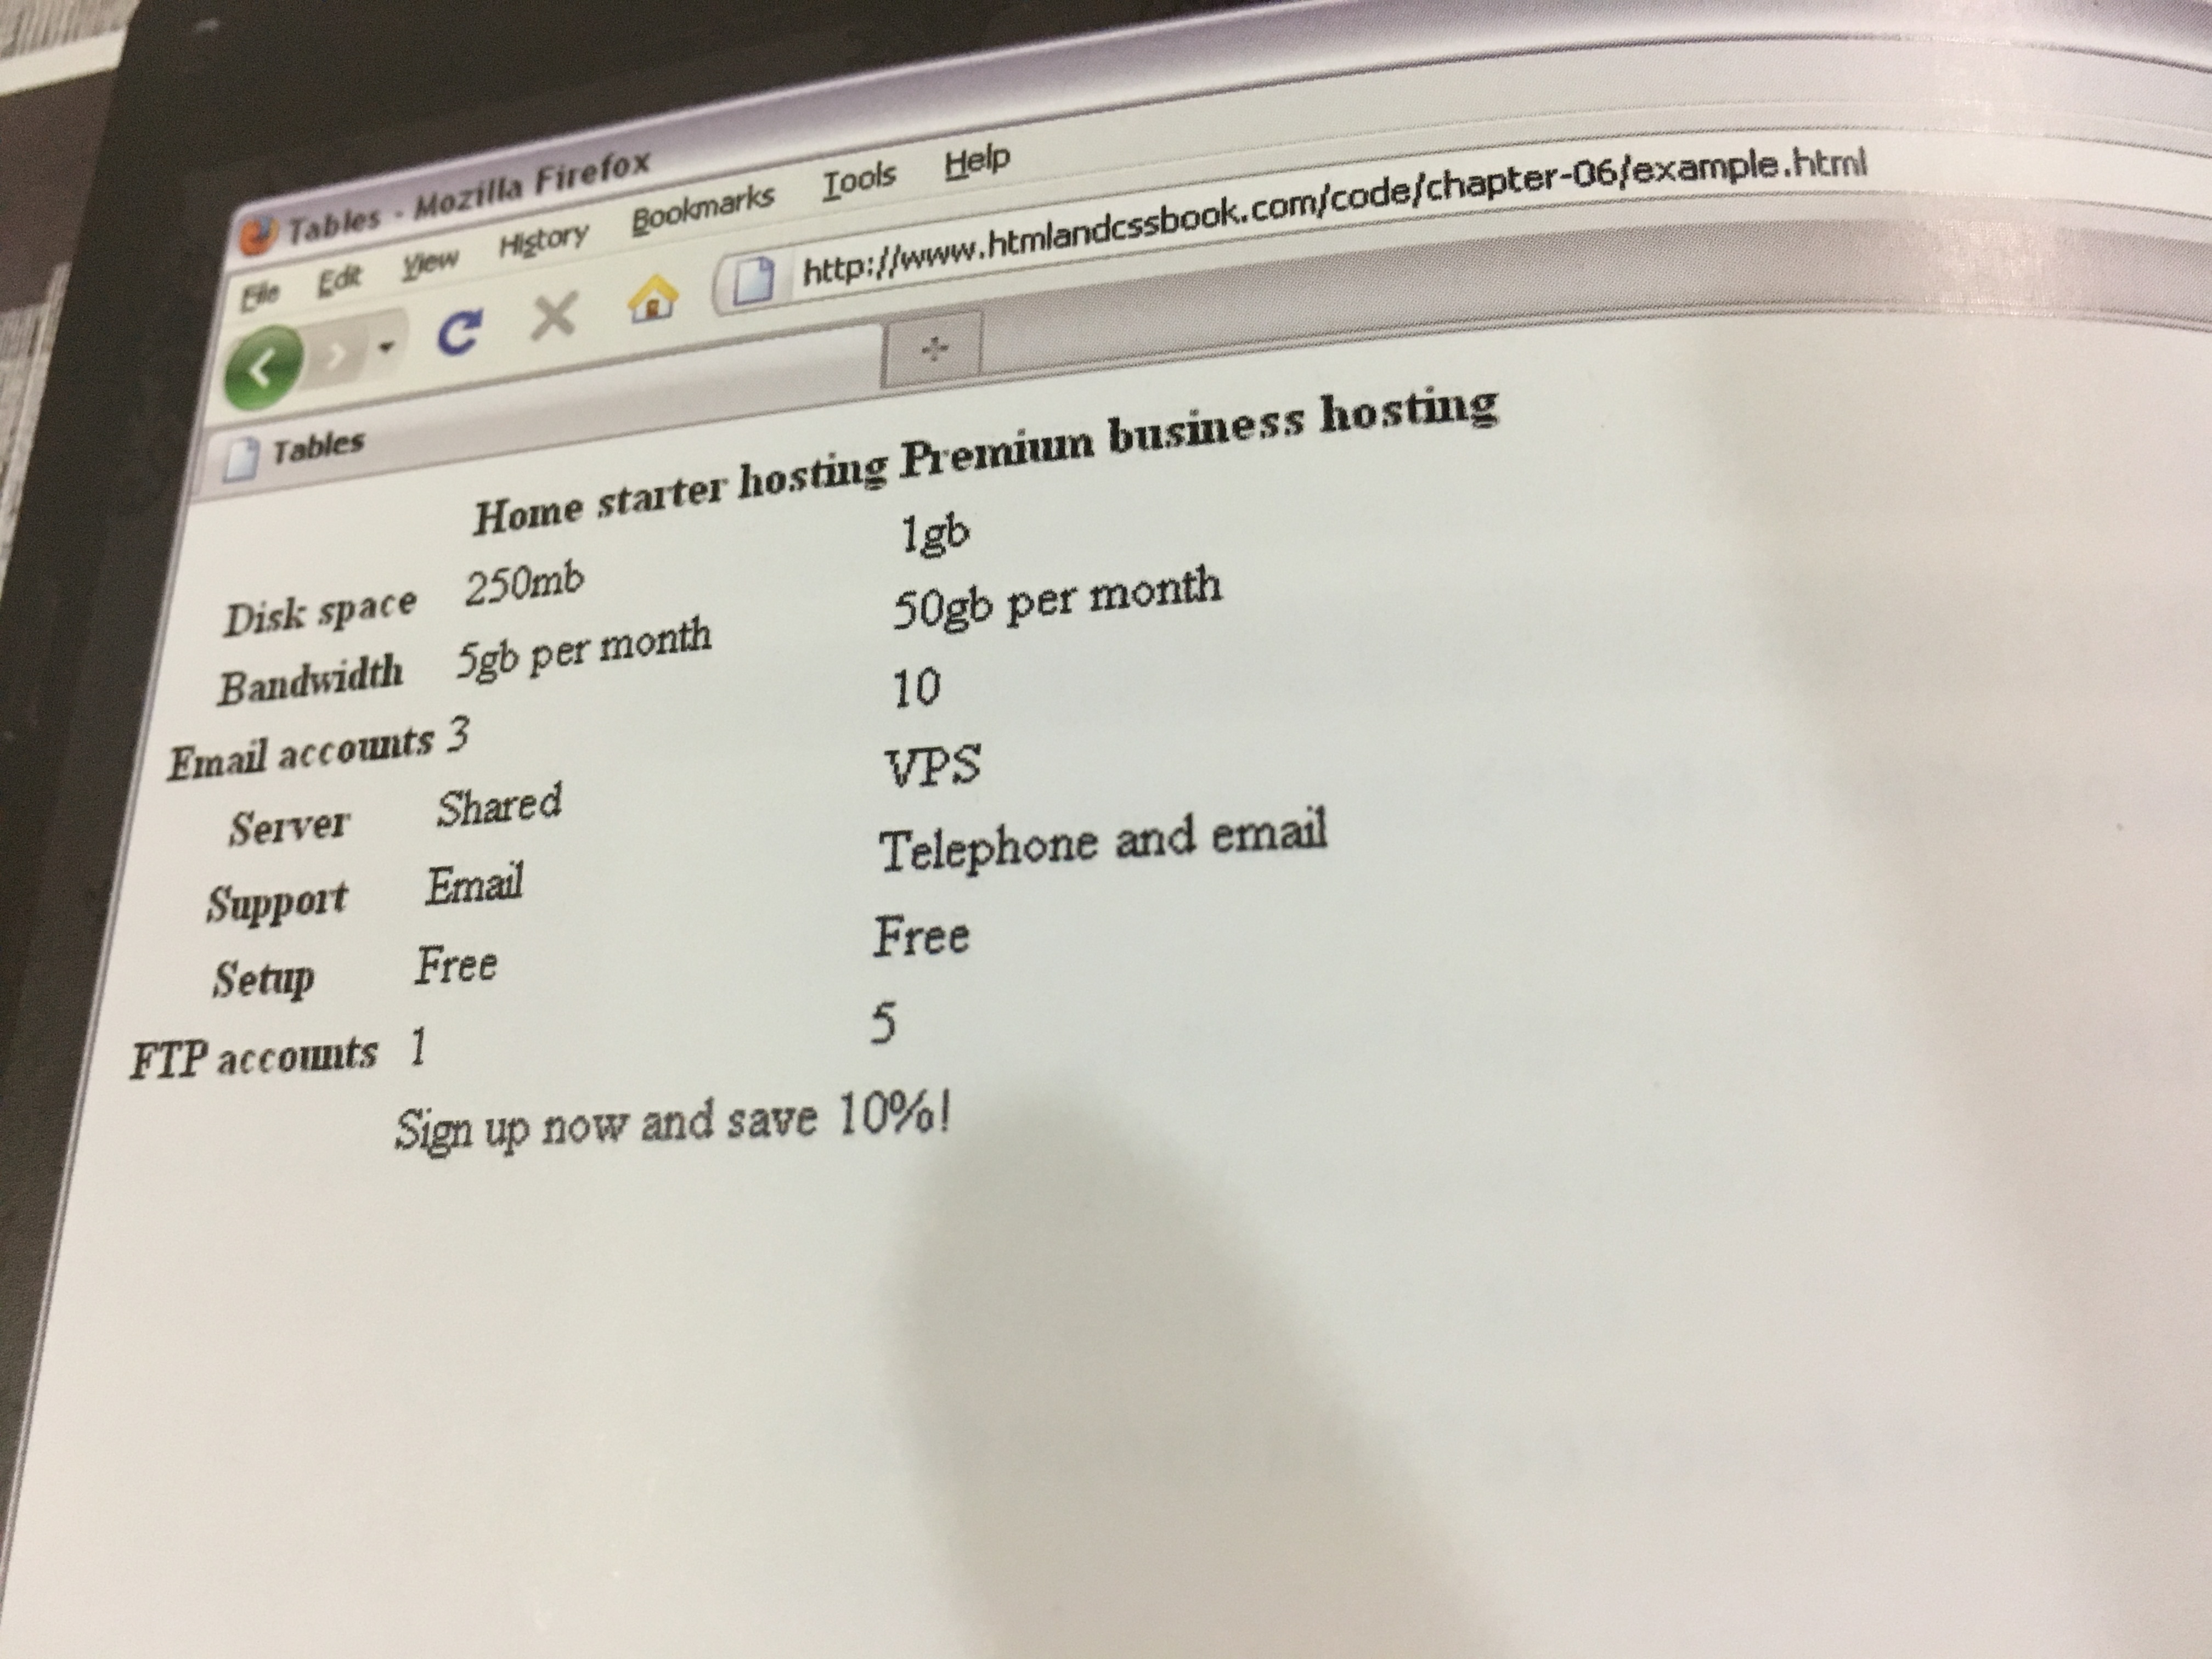 Tables - Mozilla Firefox
File Edit View History Bookmarks Tools Help
http://www.htmlandcssbook.com/code/chapter-06/example.html
Tables
Home starter hosting Premium business hosting
Disk space 250mb 1gb
Bandwidth 5gb per month 50gb per month
Email accounts 3 10
Server Shared VPS
Support Email Telephone and email
Setup Free Free
FTP accounts 1 5
Sign up now and save 10%!